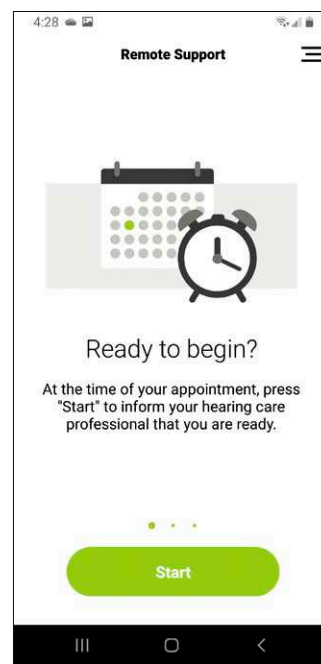 4:28
Remote Support
Ready to begin?
At the time of your appointment, press
"Start" to inform your hearing care
professional that you are ready.
Start